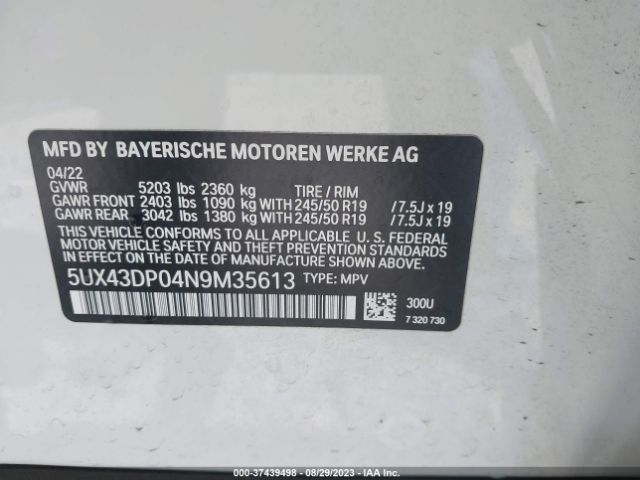 MFD BY BAYERISCHE MOTOREN WERKE AG
04/22
GVWR 5203 lbs 2360 kg TIRE / RIM
GAWR FRONT 2403 lbs 1090 kg WITH 245/50 R19 /7.5J x 19
GAWR REAR 3042 lbs 1380 kg WITH 245/50 R19 /7.5J x 19
THIS VEHICLE CONFORMS TO ALL APPLICABLE U.S. FEDERAL
MOTOR VEHICLE SAFETY AND THEFT PREVENTION STANDARDS
IN EFFECT ON THE DATE OF MANUFACTURE SHOWN ABOVE.
5UX43DP04N9M35613 TYPE: MPV
300U
7 320 730
000-37439498 - 08/29/2023 - IAA Inc.